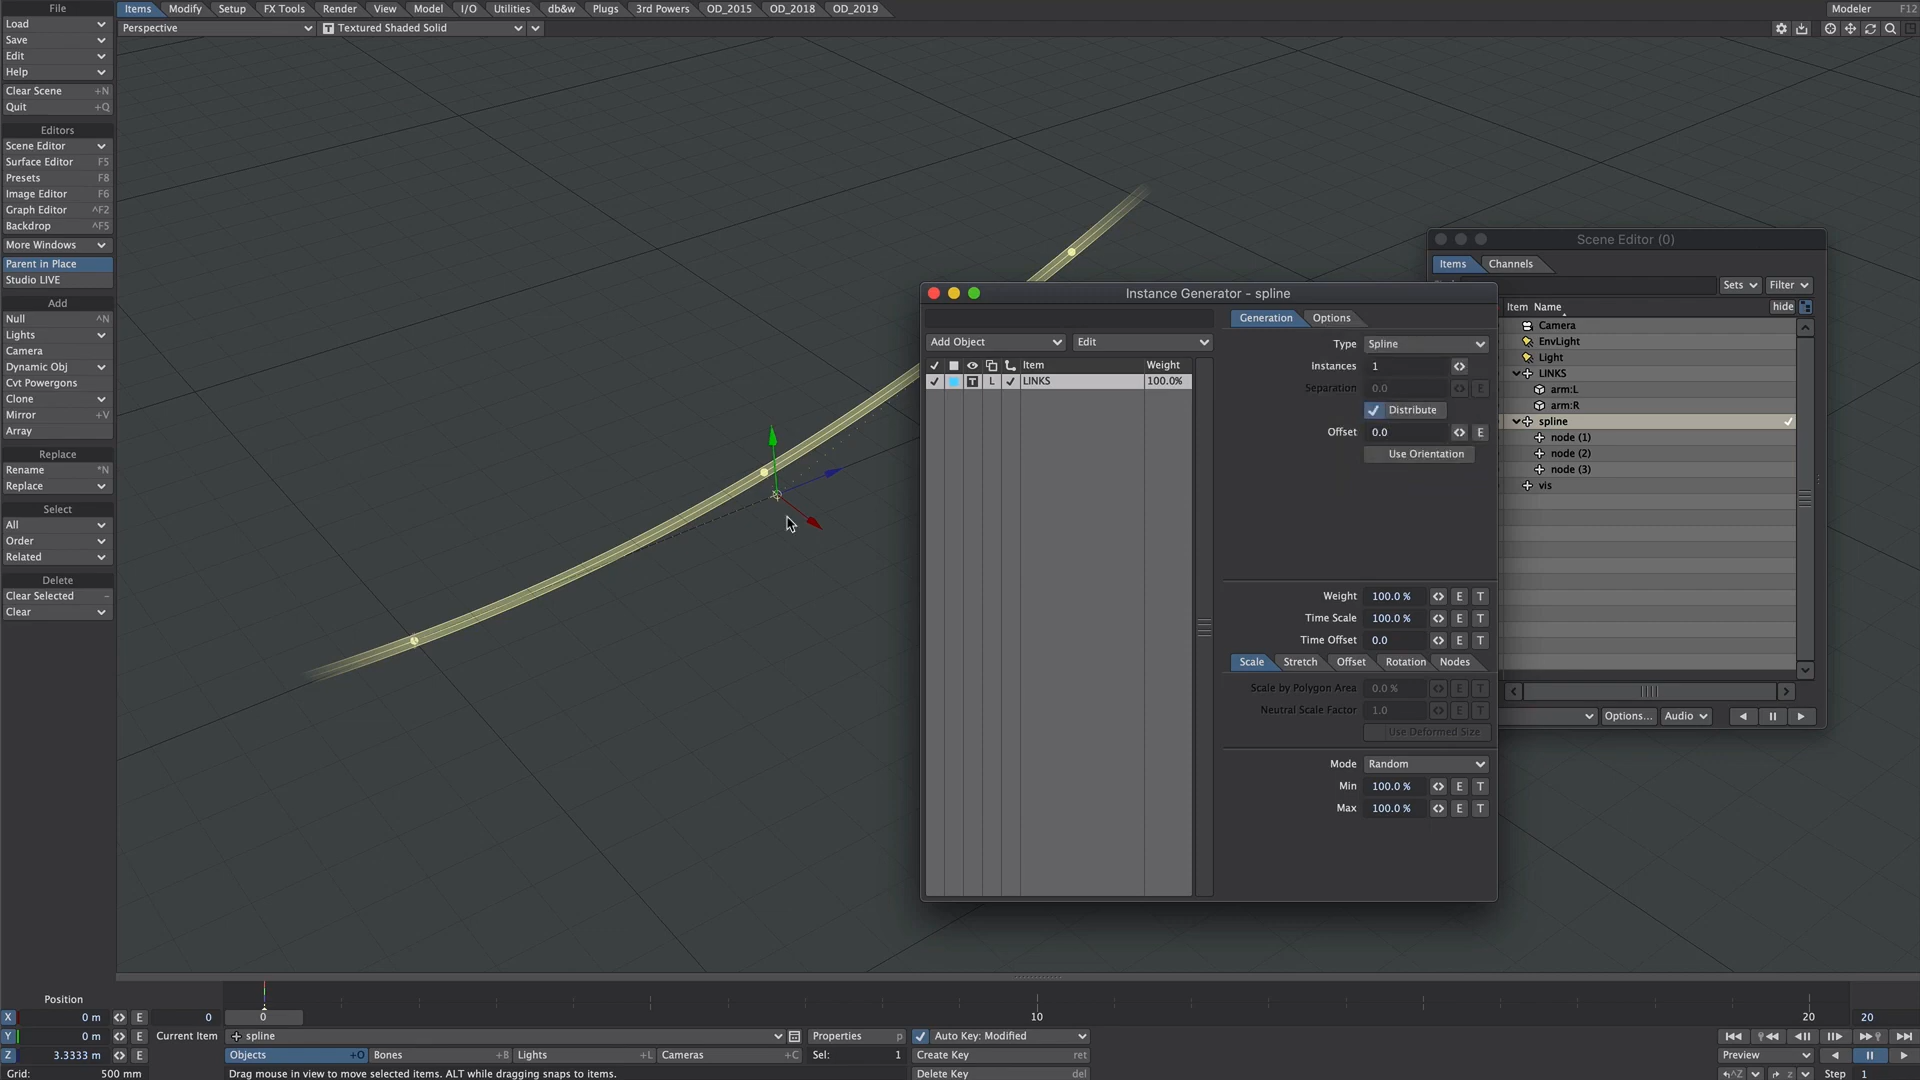 File
Items Modify Setup FX Tools Render View Model I/O Utilities db&w Plugs 3rd Powers OD_2015 OD_2018 OD_2019 Modeler F12
Load
Perspective Textured Shaded Solid
Save
Edit
Help
Clear Scene +N
Quit +Q
Editors
Scene Editor
Surface Editor F5
Presets F8
Image Editor F6
Graph Editor ^F2
Backdrop ^F5
More Windows
Parent in Place
Studio LIVE
Add
Null ^N
Lights
Camera
Dynamic Obj
Cvt Powergons
Clone
Mirror +V
Array
Replace
Rename *N
Replace
Select
All
Order
Related
Delete
Clear Selected –
Clear
Instance Generator - spline
Generation Options
Add Object Edit
Item Weight
T L LINKS 100.0%
Type Spline
Instances 1
Separation 0.0 E
Distribute
Offset 0.0 E
Use Orientation
Weight 100.0 % E T
Time Scale 100.0 % E T
Time Offset 0.0 E T
Scale Stretch Offset Rotation Nodes
Scale by Polygon Area 0.0 % E T
Neutral Scale Factor 1.0 E T
Use Deformed Size
Mode Random
Min 100.0 % E T
Max 100.0 % E T
Scene Editor (0)
Items Channels
Sets Filter
Item Name hide
Camera
EnvLight
Light
LINKS
arm:L
arm:R
spline
node (1)
node (2)
node (3)
vis
Options... Audio
0 10 20
Position
X 0 m E 0 20
Y 0 m E Current Item spline Properties p Auto Key: Modified
Z 3.3333 m E Objects +O Bones +B Lights +L Cameras +C Sel: 1 Create Key ret Preview
Grid: 500 mm Drag mouse in view to move selected items. ALT while dragging snaps to items. Delete Key del ^Z z Step 1